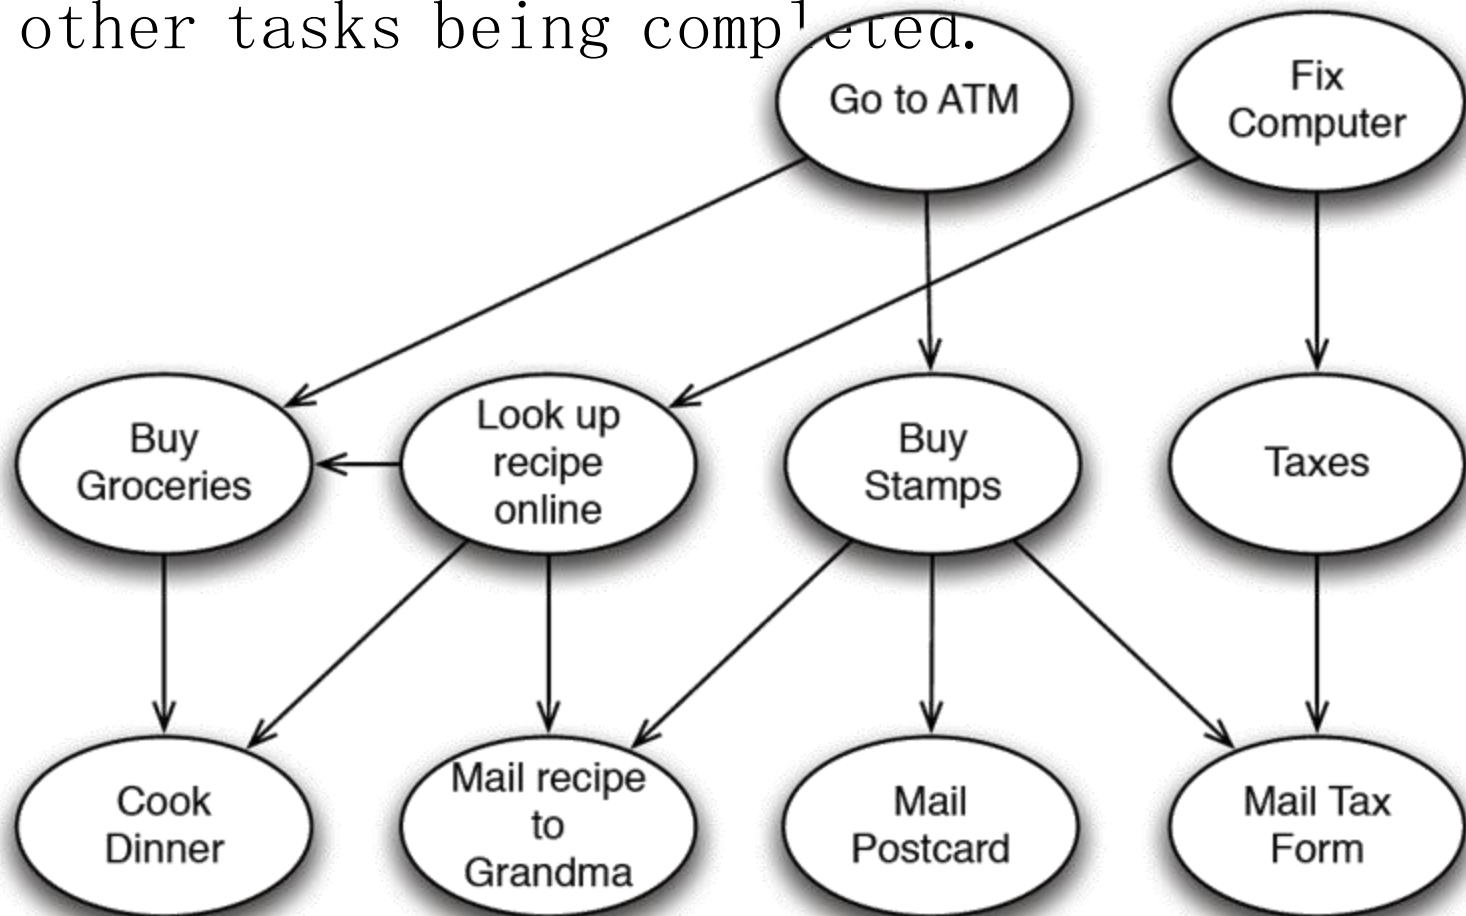 other tasks being completed.
Go to ATM
Fix
Computer
Buy
Groceries
Look up
recipe
online
Buy
Stamps
Taxes
Cook
Dinner
Mail recipe
to
Grandma
Mail
Postcard
Mail Tax
Form